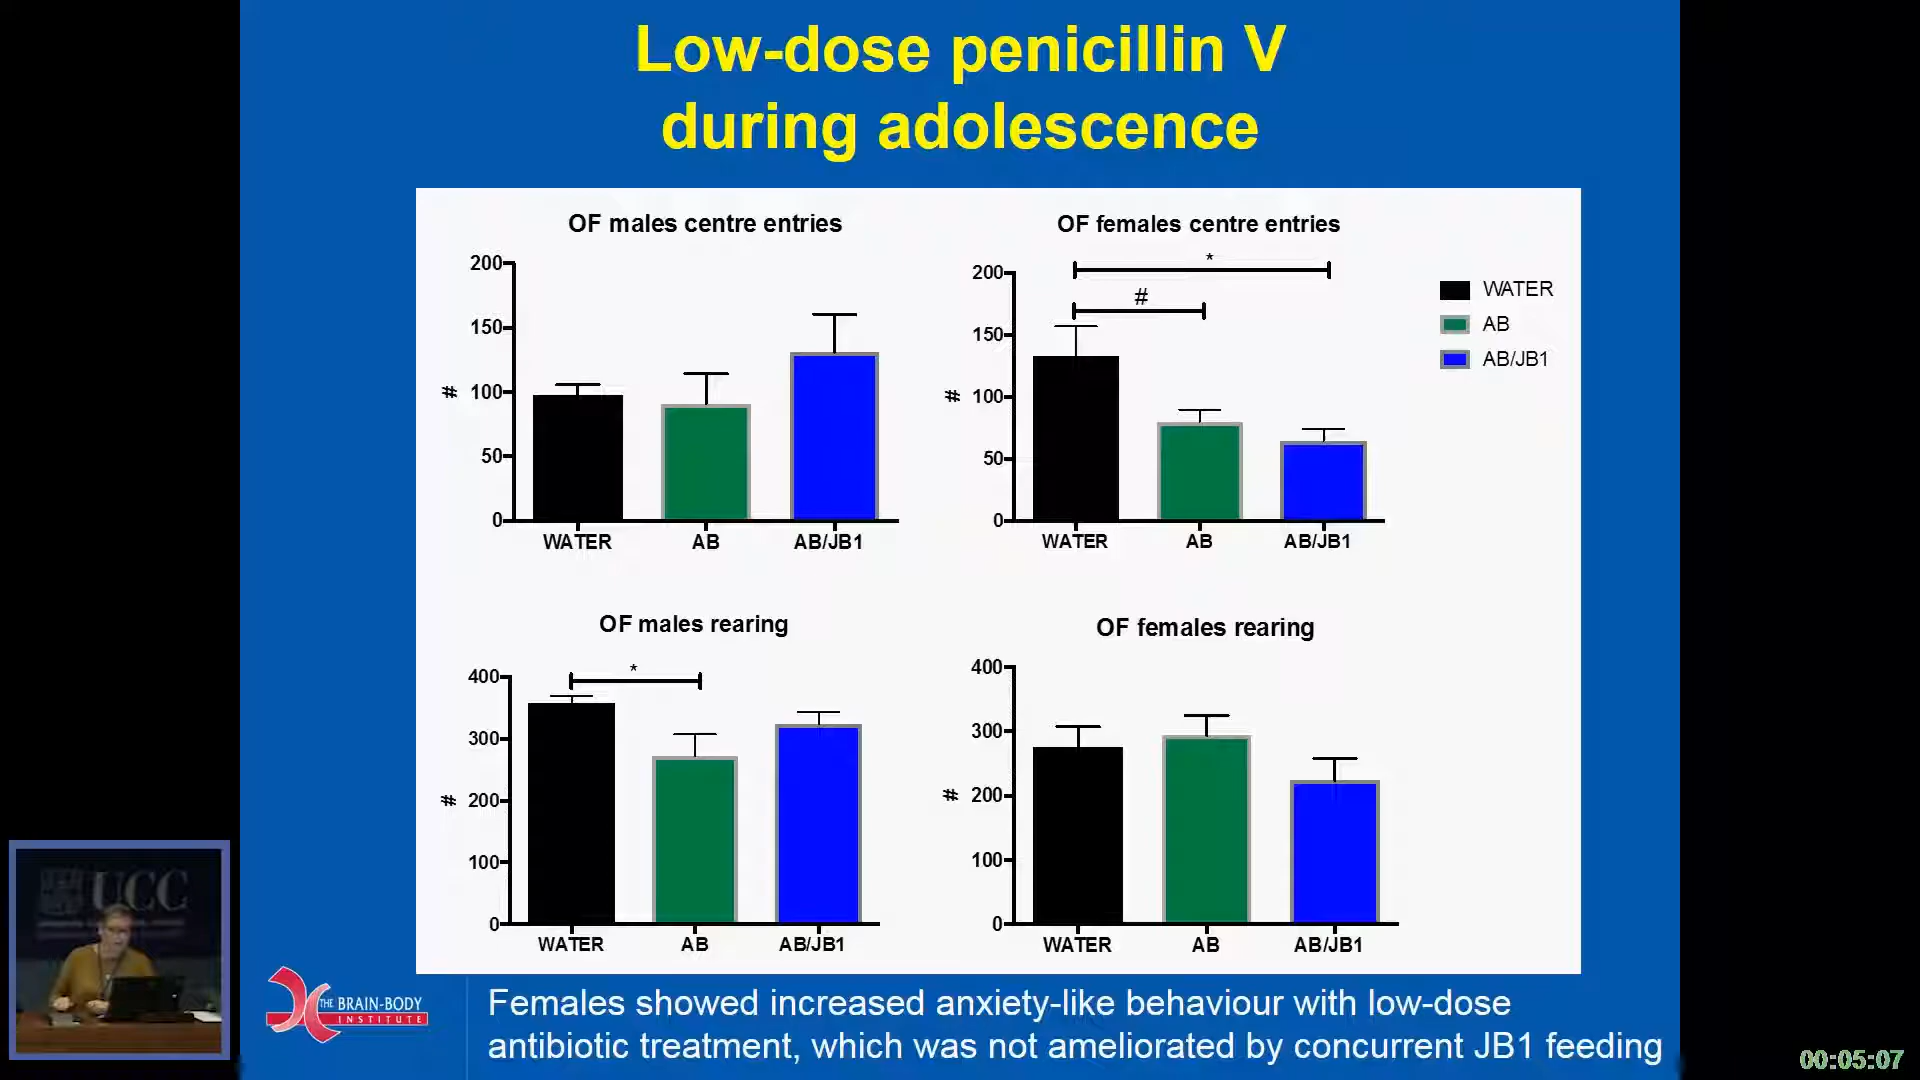 Low-dose penicillin V
during adolescence
OF males centre entries
200
150
100
50
0
#
WATER
AB
AB/JB1
OF females centre entries
*
#
200
150
100
50
0
#
WATER
AB
AB/JB1
WATER
AB
AB/JB1
OF males rearing
*
400
300
200
100
0
#
WATER
AB
AB/JB1
OF females rearing
400
300
200
100
0
#
WATER
AB
AB/JB1
UCC
THE BRAIN-BODY
INSTITUTE
Females showed increased anxiety-like behaviour with low-dose
antibiotic treatment, which was not ameliorated by concurrent JB1 feeding
00:05:07